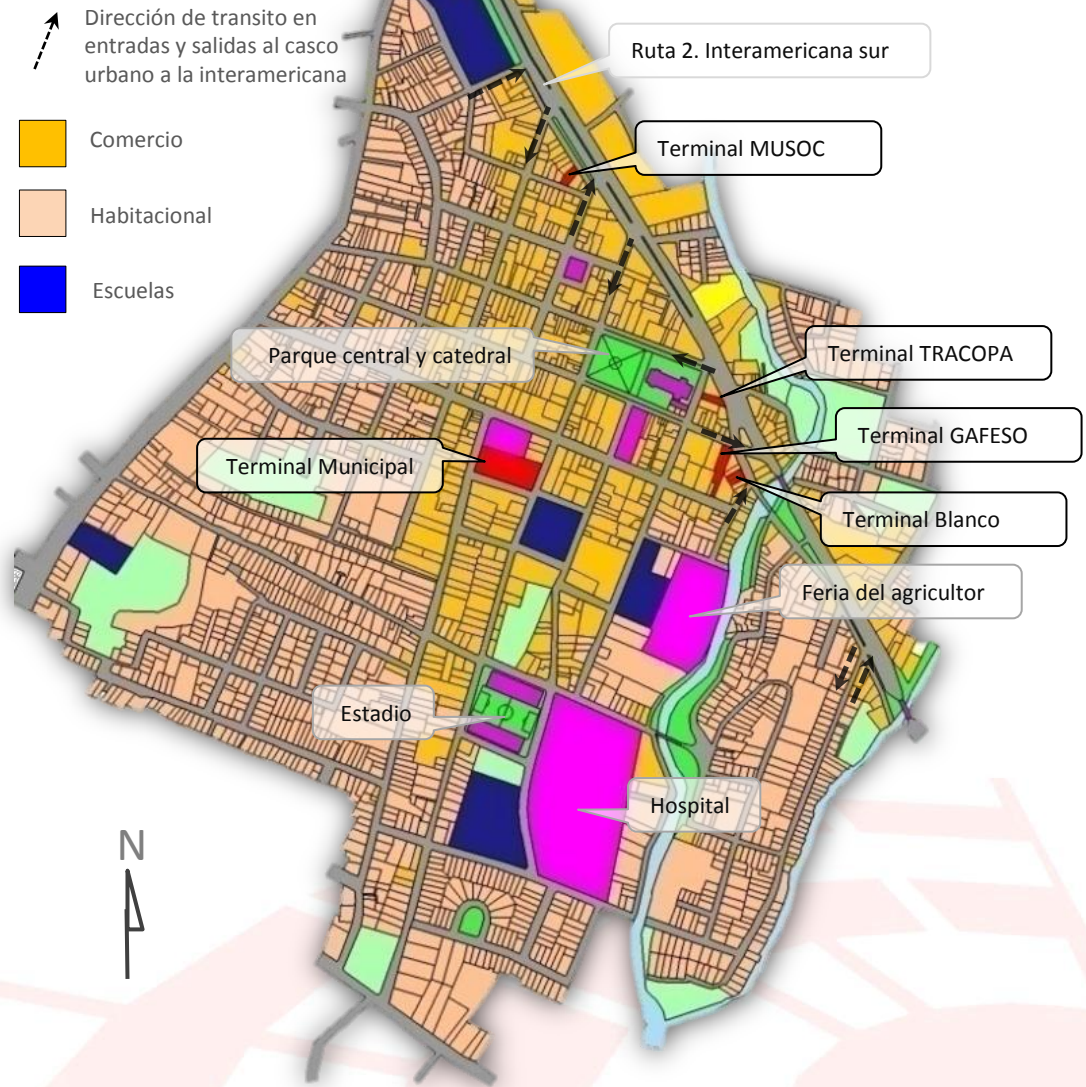 Dirección de transito en
entradas y salidas al casco
urbano a la interamericana
Ruta 2. Interamericana sur
Comercio
Terminal MUSOC
Habitacional
Escuelas
Parque central y catedral
Terminal TRACOPA
Terminal GAFESO
Terminal Municipal
Terminal Blanco
Feria del agricultor
Estadio
Hospital
N